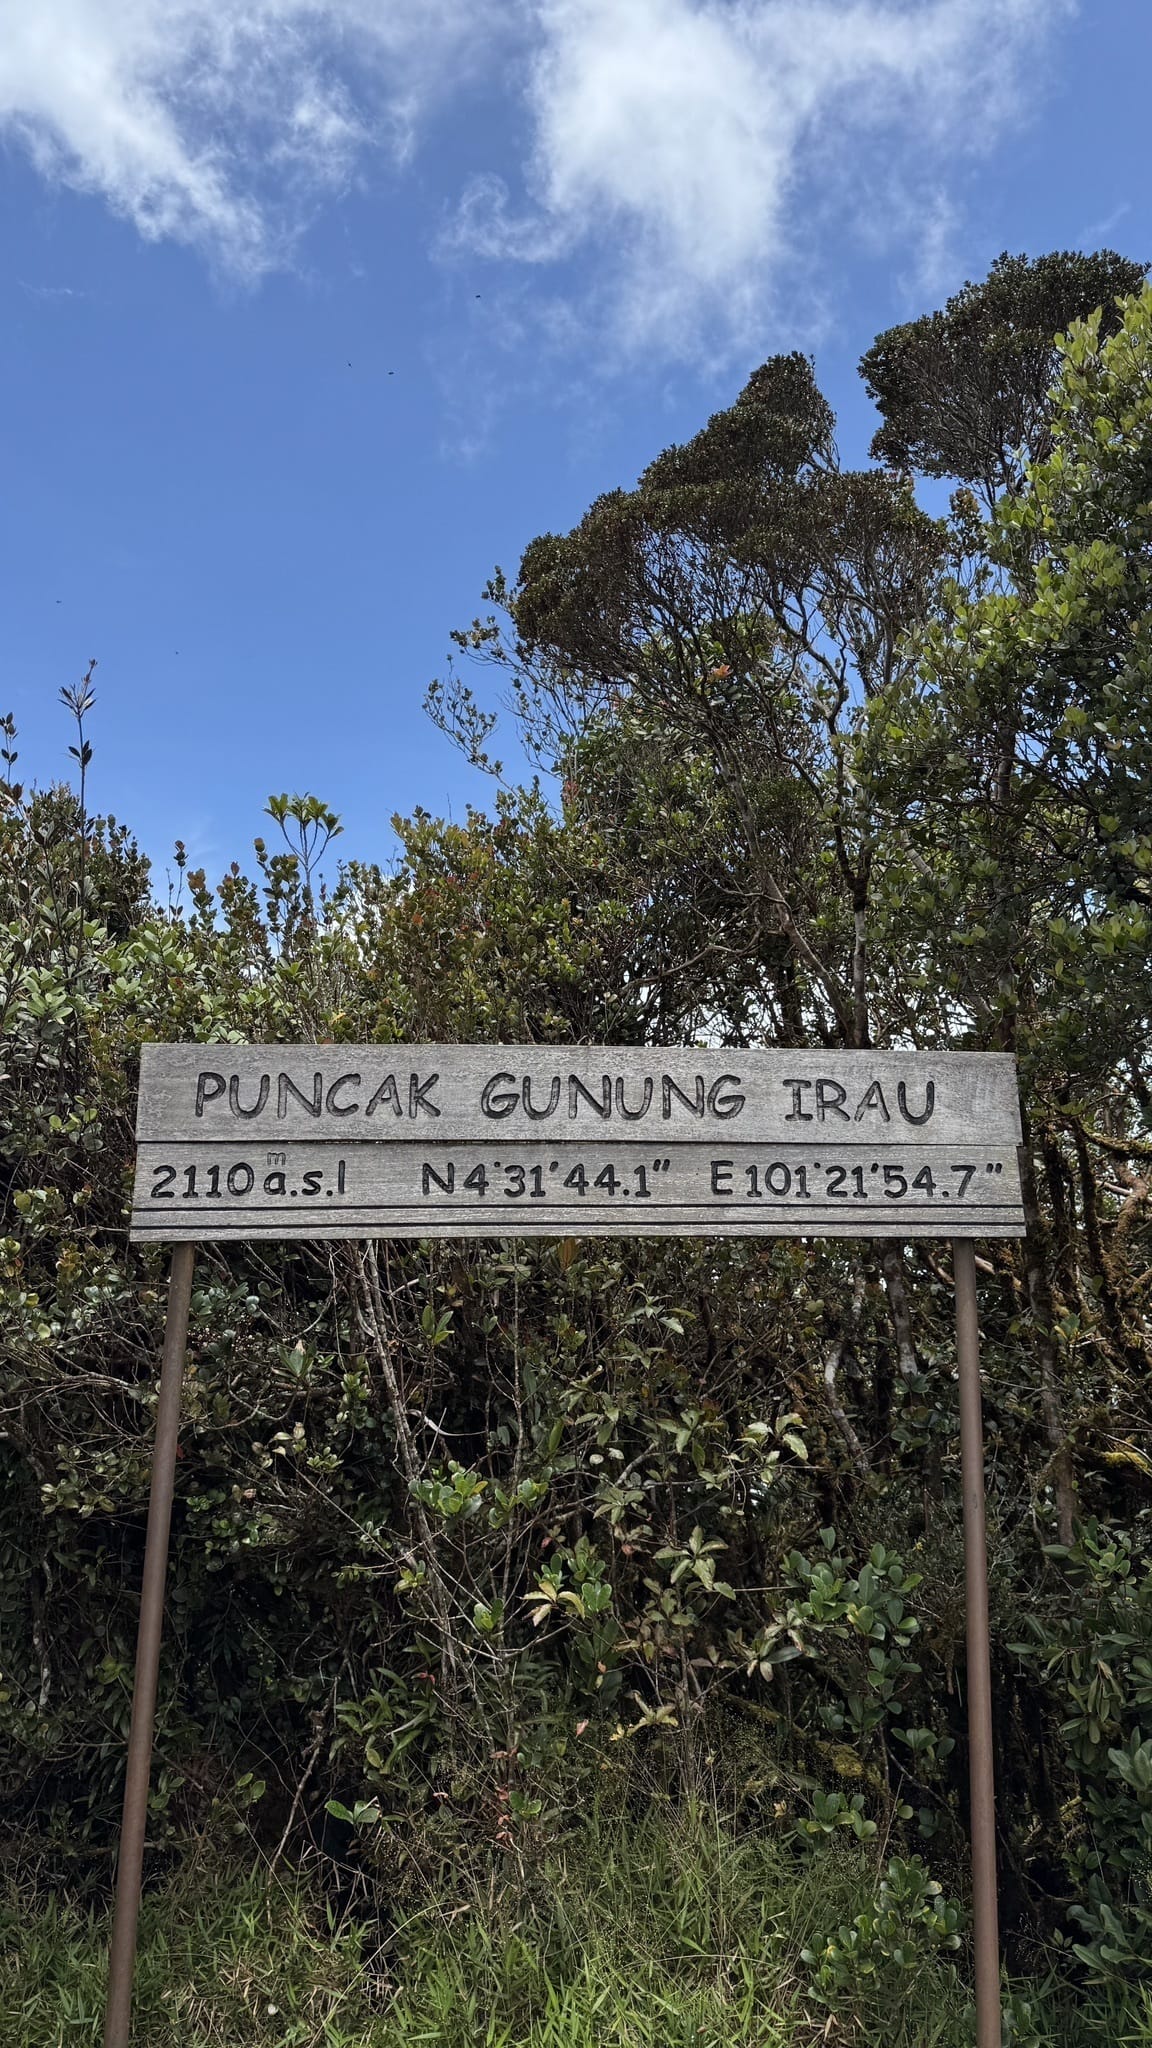 PUNCAK GUNUNG IRAU
2110 m a.s.l N4°31'44.1" E101°21'54.7"